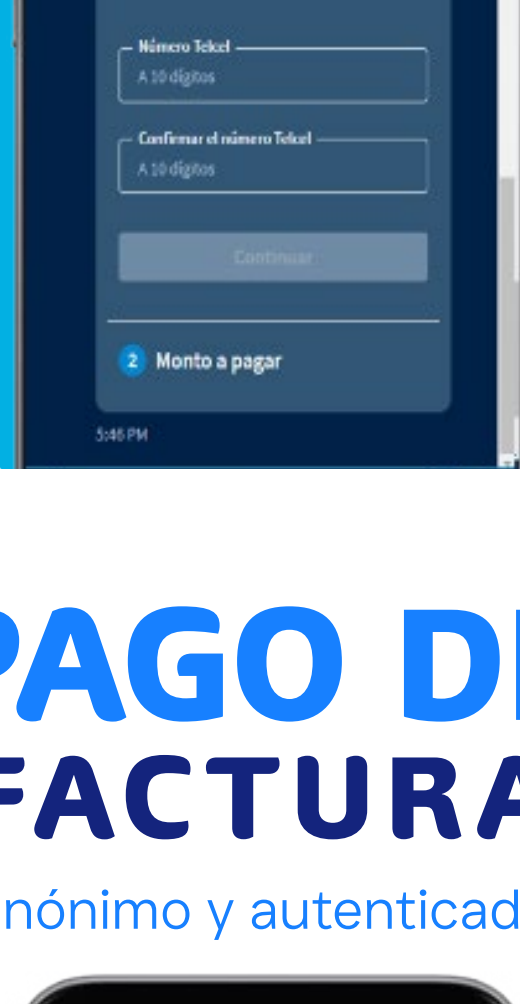 Número Telcel
A 10 dígitos
Confirmar el número Telcel
A 10 dígitos
Continuar
2 Monto a pagar
5:46 PM
PAGO DE
FACTURA
nónimo y autenticad